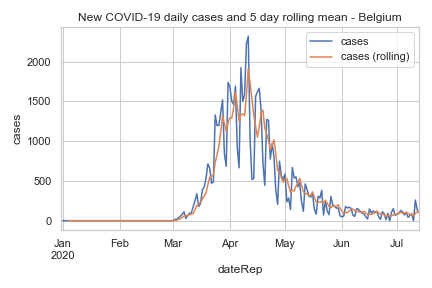 New COVID-19 daily cases and 5 day rolling mean - Belgium
cases
cases (rolling)
2000
1500
1000
500
0
cases
Jan Feb Mar Apr May Jun Jul
2020
dateRep